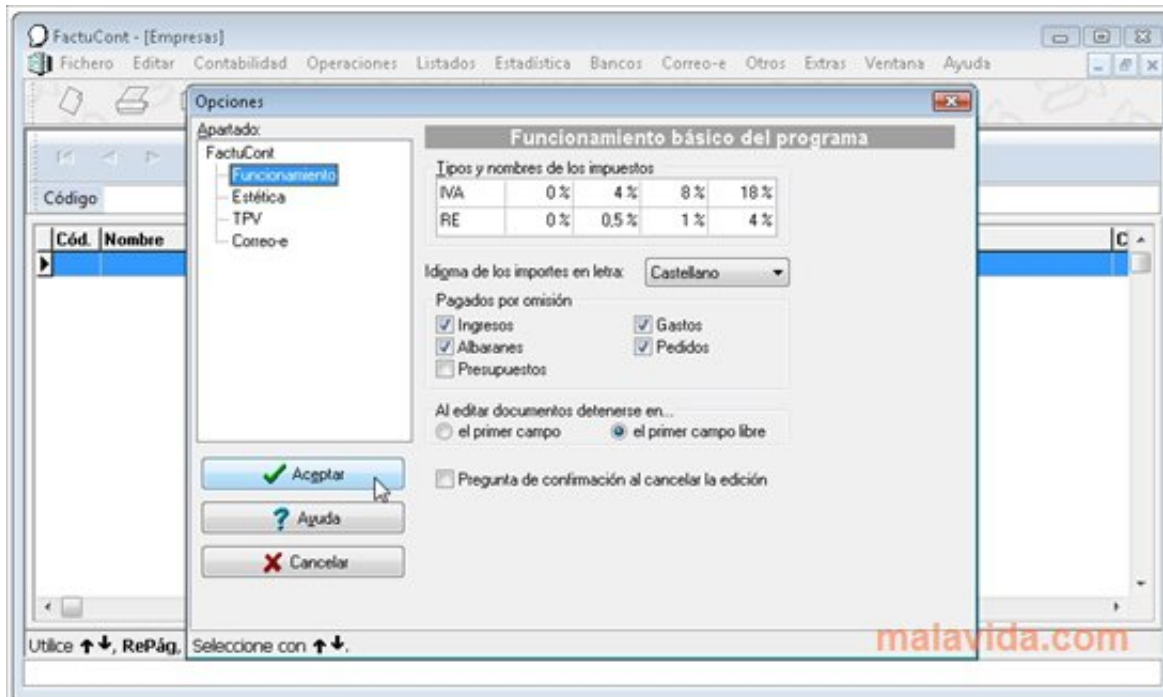 FactuCont - [Empresas]
Fichero Editar Contabilidad Operaciones Listados Estadística Bancos Correo-e Otros Extras Ventana Ayuda
Opciones
Apartado:
FactuCont
Funcionamiento
Estética
TPV
Correo-e
Funcionamiento básico del programa
Tipos y nombres de los impuestos
IVA 0 % 4 % 8 % 18 %
RE 0 % 0,5 % 1 % 4 %
Idioma de los importes en letra: Castellano
Pagados por omisión
Ingresos Gastos
Albaranes Pedidos
Presupuestos
Al editar documentos detenerse en...
el primer campo el primer campo libre
Pregunta de confirmación al cancelar la edición
Aceptar
Ayuda
Cancelar
Código
Cód. Nombre C
Utilice ↑↓, RePág,
Seleccione con ↑↓.
malavida.com